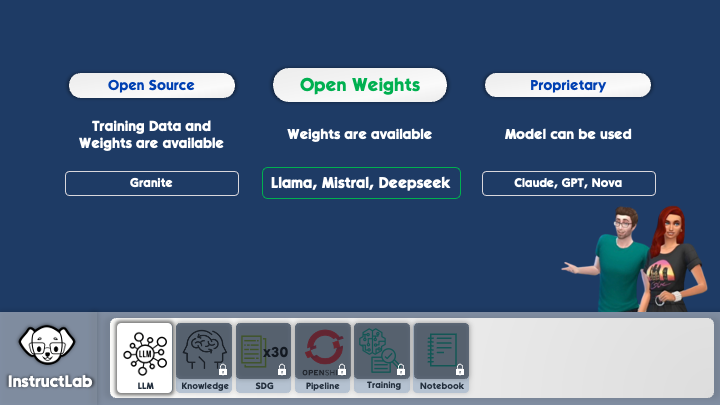 Open Source
Open Weights
Proprietary
Training Data and
Weights are available
Weights are available
Model can be used
Granite
Llama, Mistral, Deepseek
Claude, GPT, Nova
InstructLab
LLM
LLM
Knowledge
x30
SDG
OPENSH
Pipeline
Training
Notebook